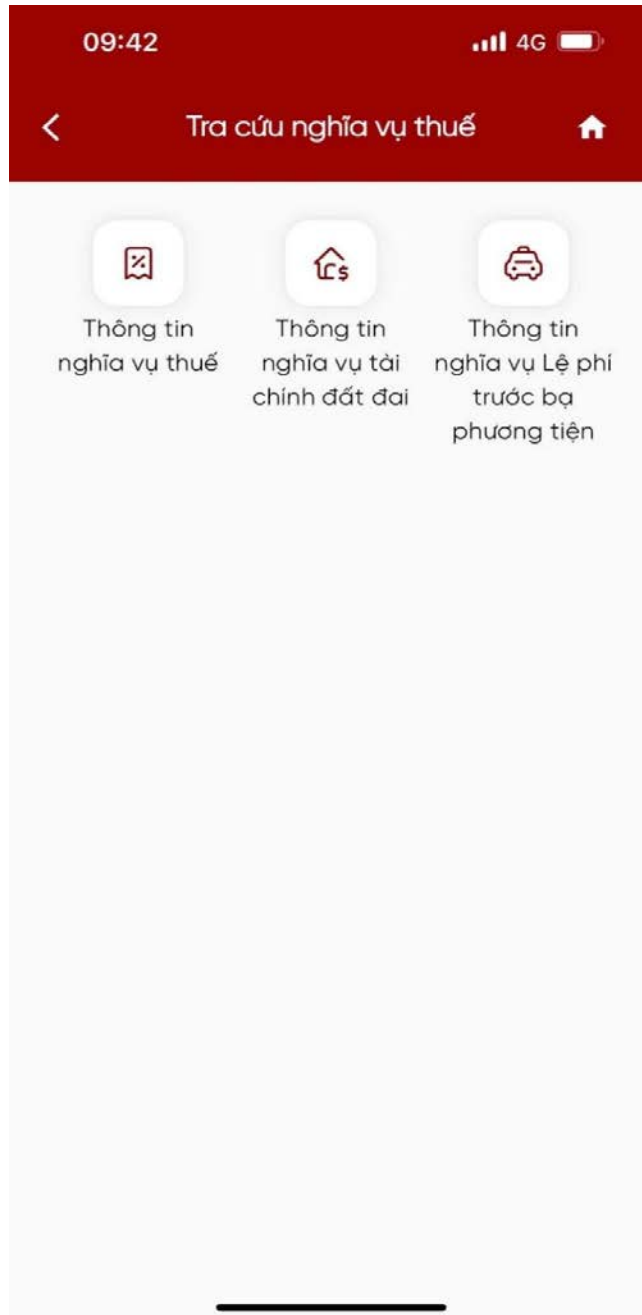 09:42
4G
Tra cứu nghĩa vụ thuế
Thông tin
nghĩa vụ thuế
Thông tin
nghĩa vụ tài
chính đất đai
Thông tin
nghĩa vụ Lệ phí
trước bạ
phương tiện